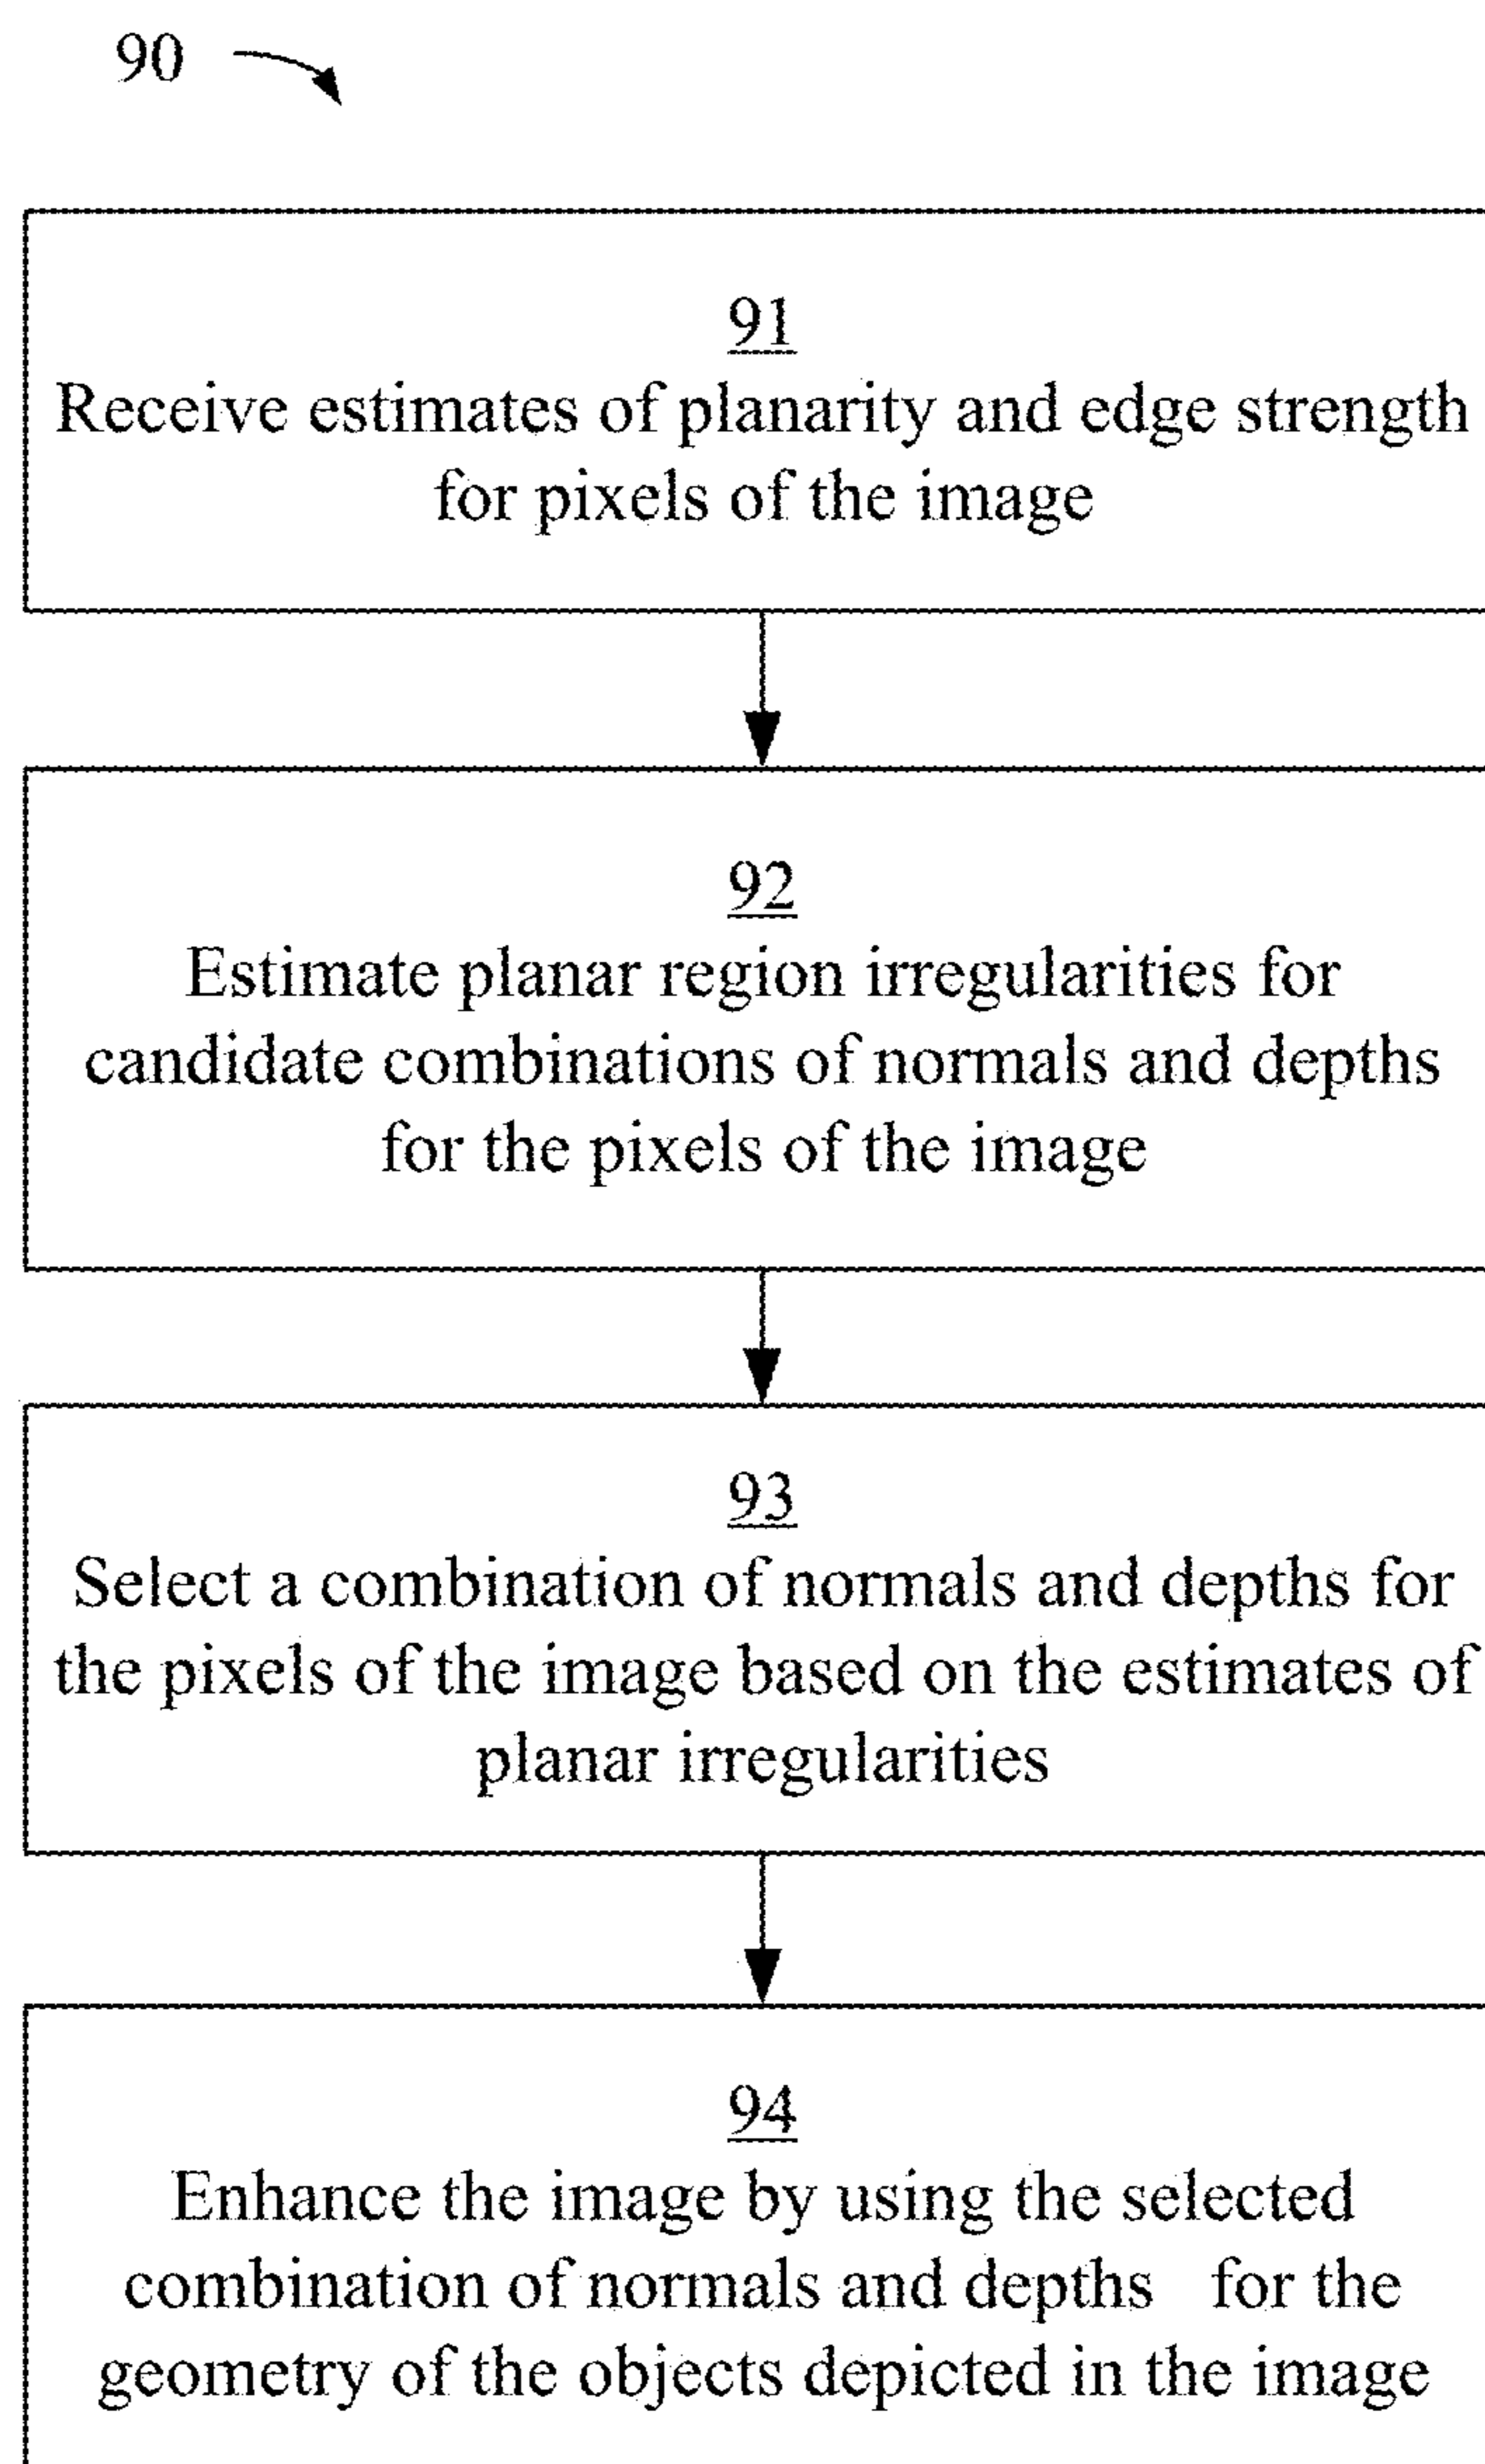 90
91
Receive estimates of planarity and edge strength
for pixels of the image
92
Estimate planar region irregularities for
candidate combinations of normals and depths
for the pixels of the image
93
Select a combination of normals and depths for
the pixels of the image based on the estimates of
planar irregularities
94
Enhance the image by using the selected
combination of normals and depths   for the
geometry of the objects depicted in the image